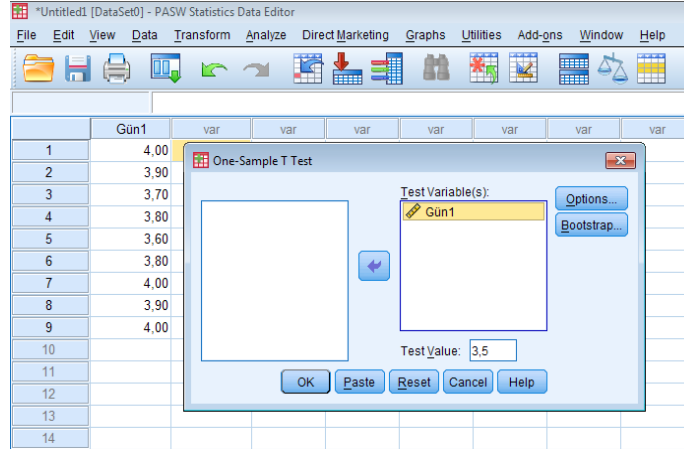 *Untitled1 [DataSet0] - PASW Statistics Data Editor
File Edit View Data Transform Analyze Direct Marketing Graphs Utilities Add-ons Window Help
Gün1 var var var var var var var
1 4,00
2 3,90
3 3,70
4 3,80
5 3,60
6 3,80
7 4,00
8 3,90
9 4,00
10
11
12
13
14
One-Sample T Test
Test Variable(s):
Gün1
Options...
Bootstrap...
Test Value: 3,5
OK Paste Reset Cancel Help